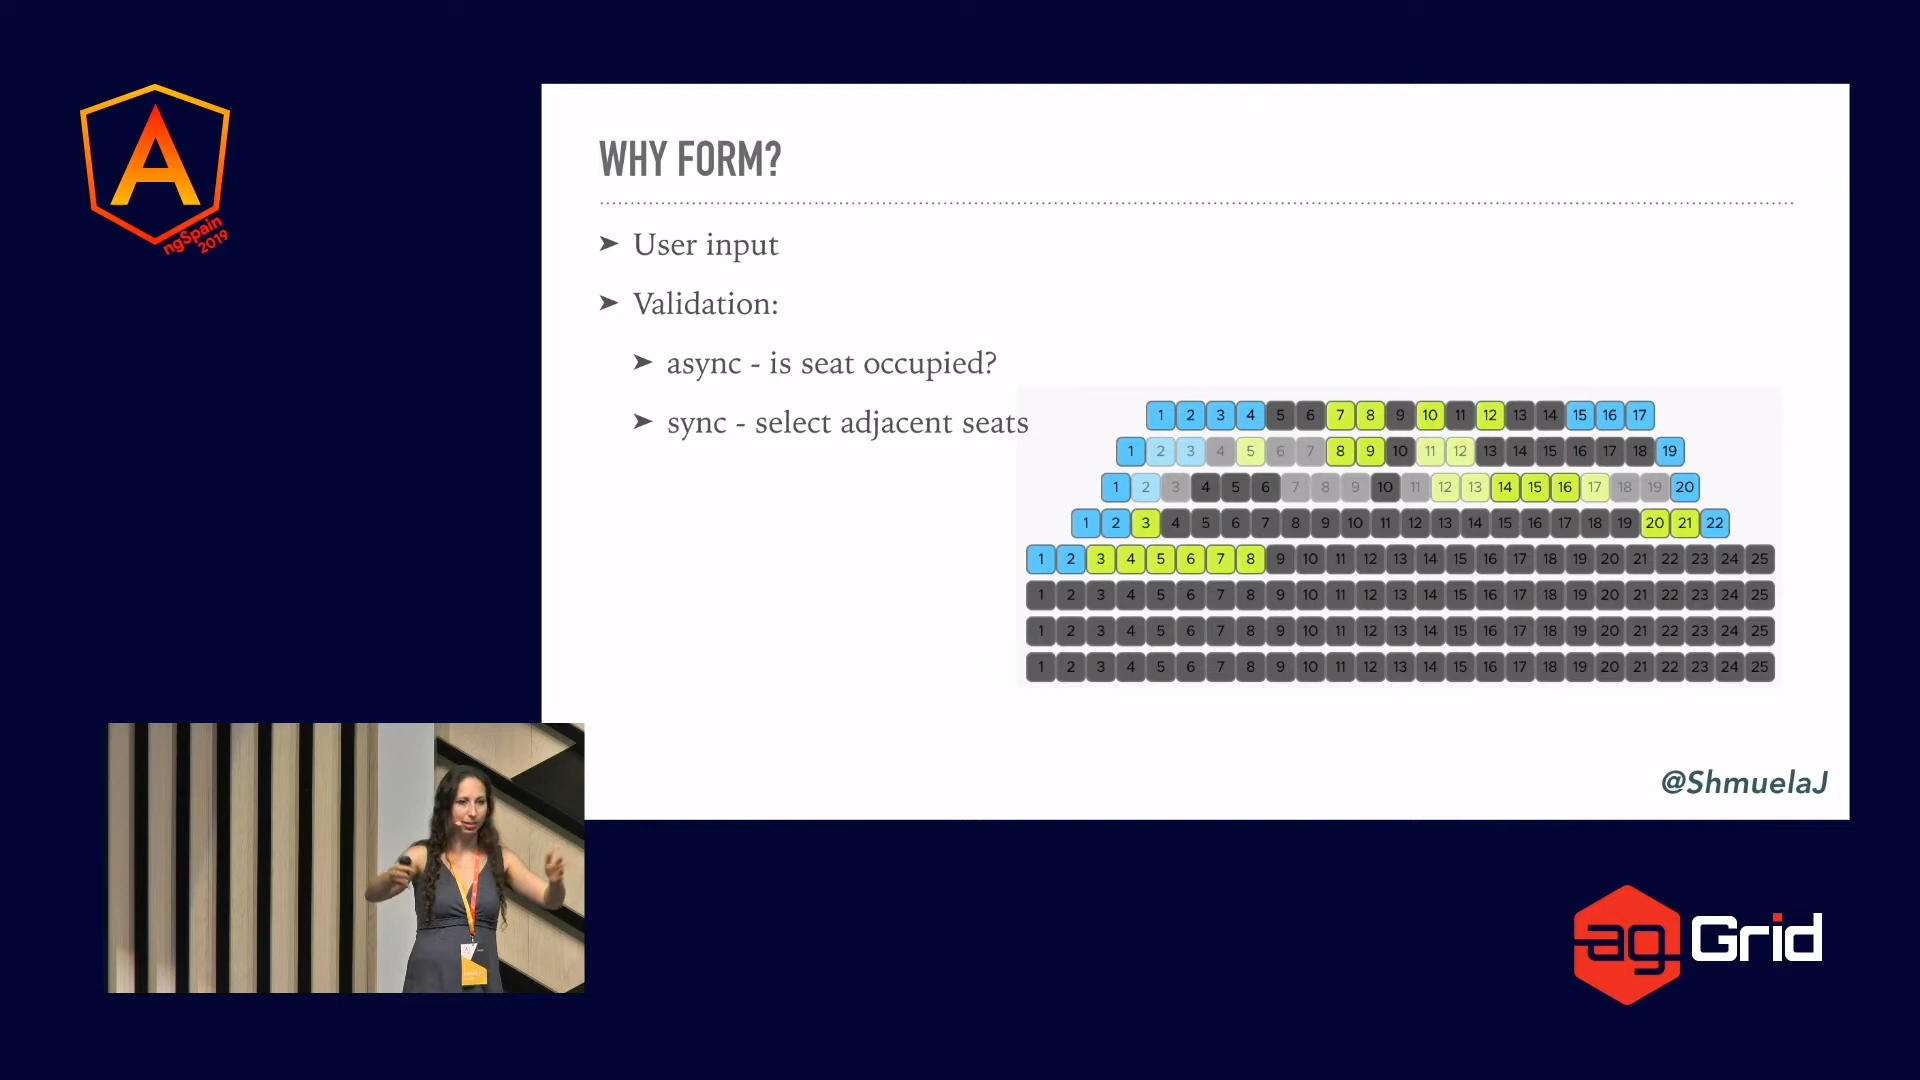 A
ngSpain
2019
WHY FORM?
➤ User input
➤ Validation:
➤ async - is seat occupied?
➤ sync - select adjacent seats
1 2 3 4 5 6 7 8 9 10 11 12 13 14 15 16 17
1 2 3 4 5 6 7 8 9 10 11 12 13 14 15 16 17 18 19
1 2 3 4 5 6 7 8 9 10 11 12 13 14 15 16 17 18 19 20
1 2 3 4 5 6 7 8 9 10 11 12 13 14 15 16 17 18 19 20 21 22
1 2 3 4 5 6 7 8 9 10 11 12 13 14 15 16 17 18 19 20 21 22 23 24 25
1 2 3 4 5 6 7 8 9 10 11 12 13 14 15 16 17 18 19 20 21 22 23 24 25
1 2 3 4 5 6 7 8 9 10 11 12 13 14 15 16 17 18 19 20 21 22 23 24 25
1 2 3 4 5 6 7 8 9 10 11 12 13 14 15 16 17 18 19 20 21 22 23 24 25
@ShmuelaJ
ag Grid